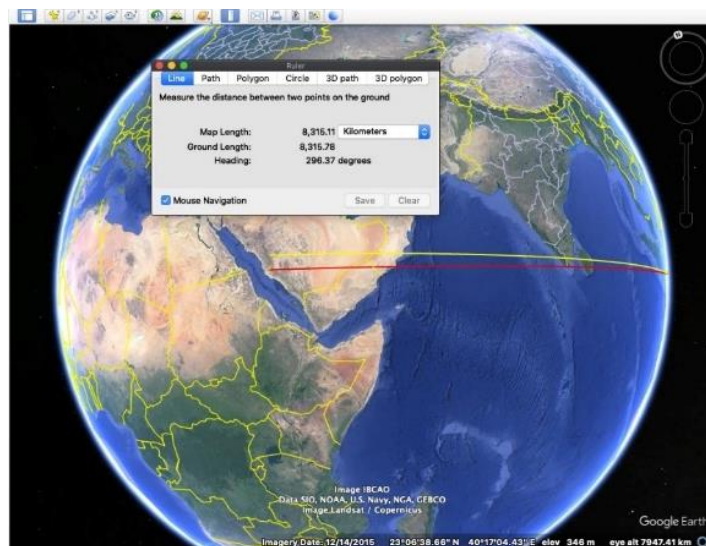 Ruler
Line Path Polygon Circle 3D path 3D polygon
Measure the distance between two points on the ground
Map Length: 8,315.11 Kilometers
Ground Length: 8,315.78
Heading: 296.37 degrees
Mouse Navigation Save Clear
Image IBCAO
Data SIO, NOAA, U.S. Navy, NGA, GEBCO
Image Landsat / Copernicus
Google Earth
Imagery Date: 12/14/2015 23°06'38.66" N 40°17'04.43" E elev 346 m eye alt 7947.41 km